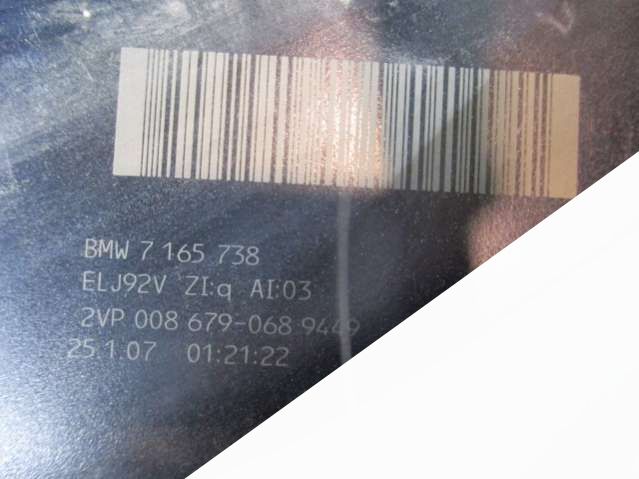 BMW 7 165 738
ELJ92V ZI:q AI:03
2VP 008 679-068 9449
25.1.07 01:21:22